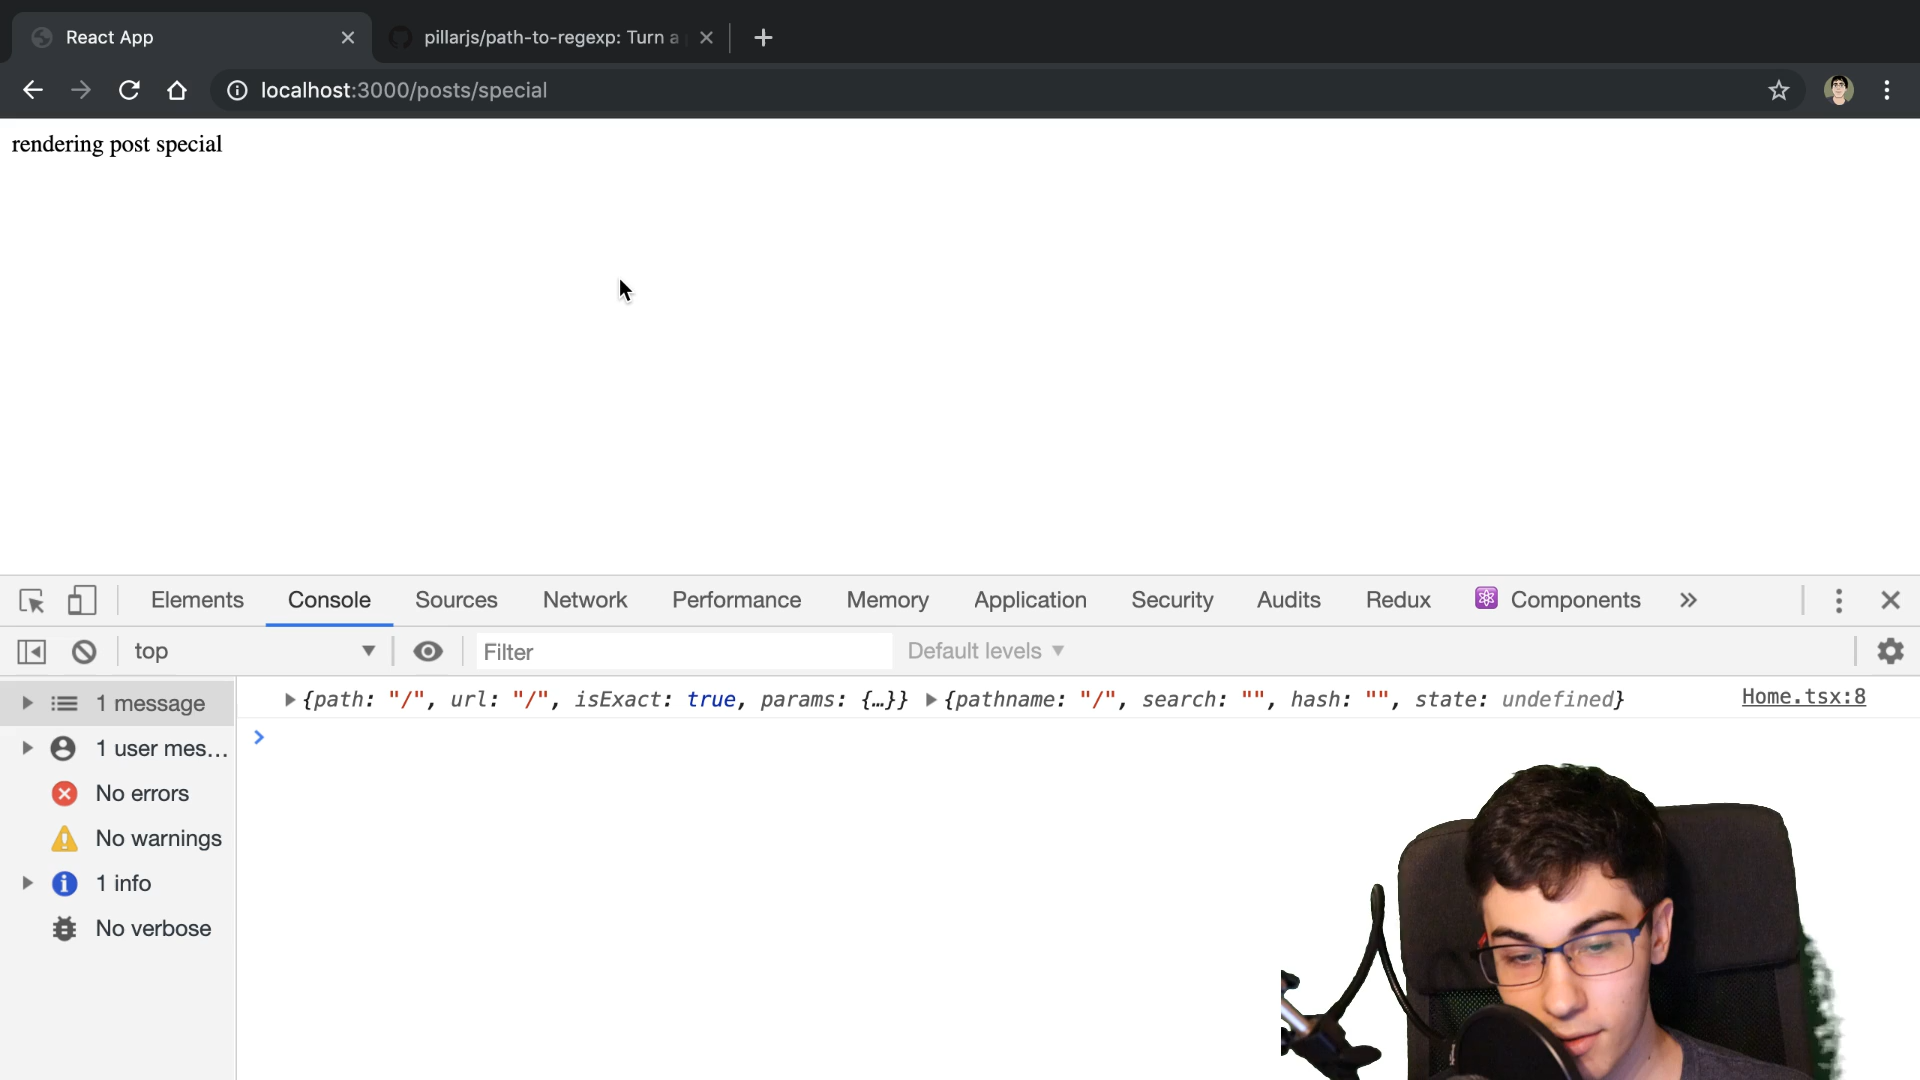 React App
pillarjs/path-to-regexp: Turn a
localhost:3000/posts/special
rendering post special
Elements Console Sources Network Performance Memory Application Security Audits Redux Components
top Filter Default levels
1 message
{path: "/", url: "/", isExact: true, params: {…}} {pathname: "/", search: "", hash: "", state: undefined} Home.tsx:8
1 user mes…
No errors
No warnings
1 info
No verbose